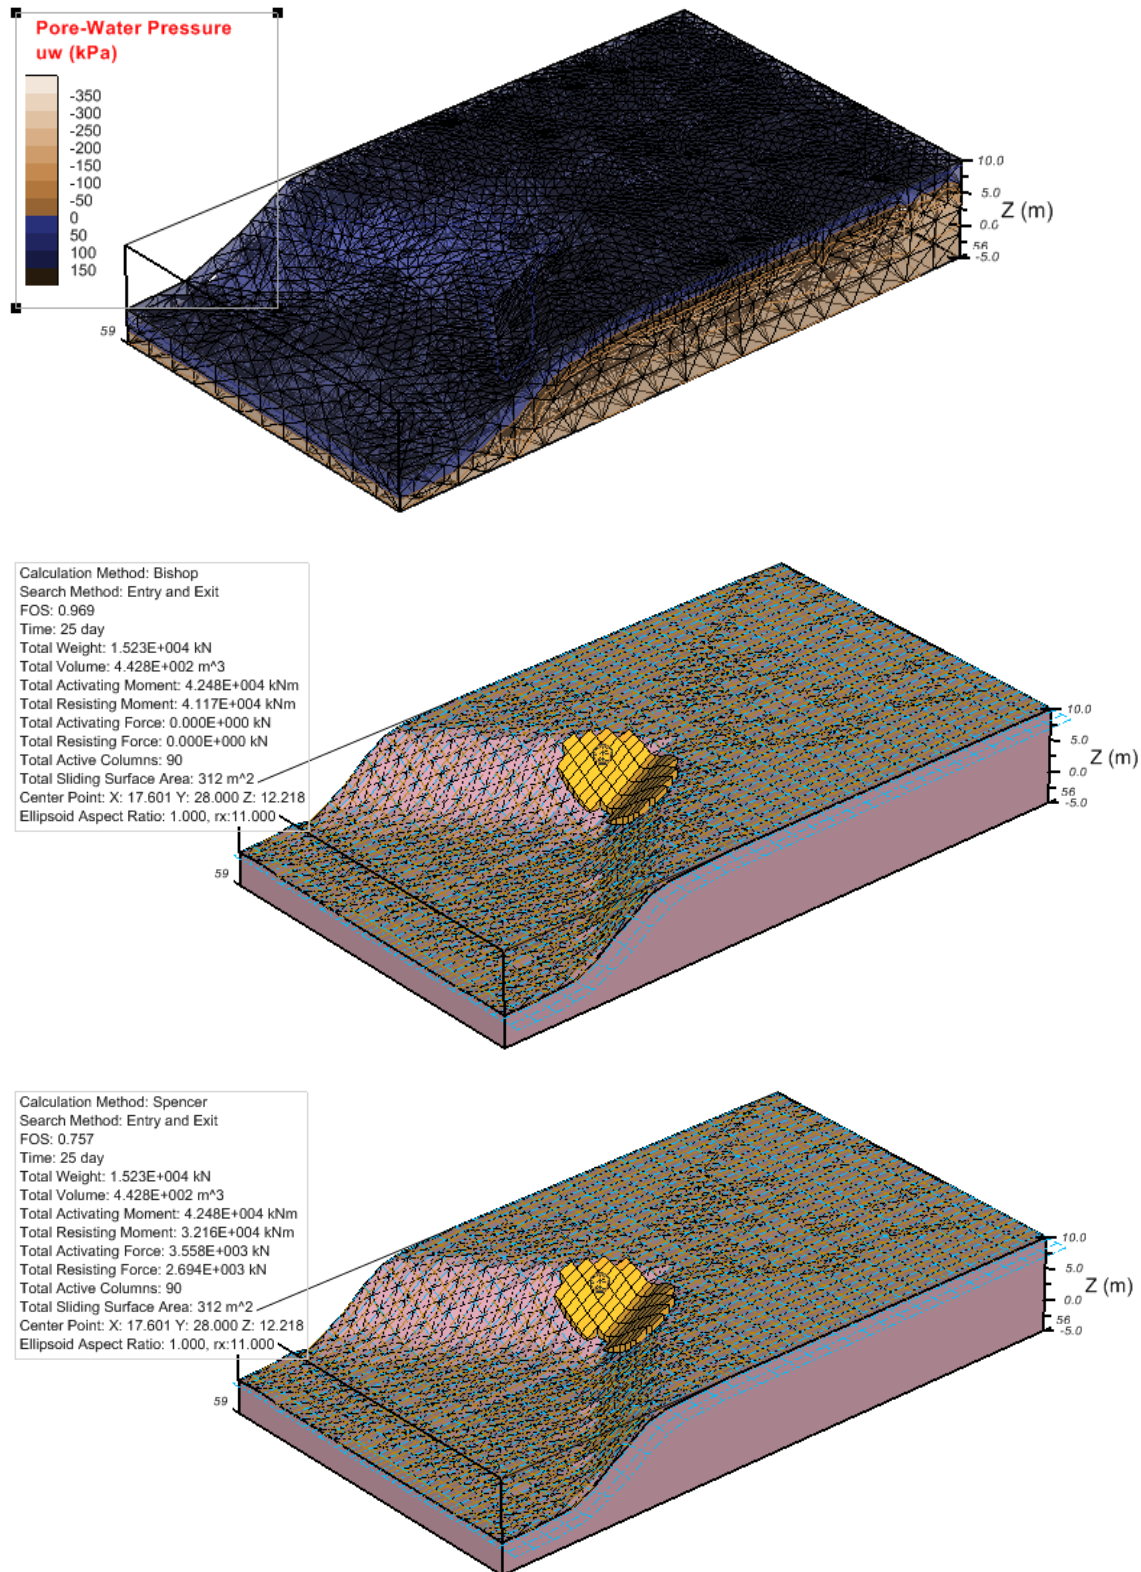 Pore-Water Pressure
uw (kPa)
-350
-300
-250
-200
-150
-100
-50
0
50
100
150
59
10.0
5.0
Z (m)
0.0
56
-5.0
Calculation Method: Bishop
Search Method: Entry and Exit
FOS: 0.969
Time: 25 day
Total Weight: 1.523E+004 kN
Total Volume: 4.428E+002 m^3
Total Activating Moment: 4.248E+004 kNm
Total Resisting Moment: 4.117E+004 kNm
Total Activating Force: 0.000E+000 kN
Total Resisting Force: 0.000E+000 kN
Total Active Columns: 90
Total Sliding Surface Area: 312 m^2
Center Point: X: 17.601 Y: 28.000 Z: 12.218
Ellipsoid Aspect Ratio: 1.000, rx:11.000
59
10.0
5.0
Z (m)
0.0
56
-5.0
Calculation Method: Spencer
Search Method: Entry and Exit
FOS: 0.757
Time: 25 day
Total Weight: 1.523E+004 kN
Total Volume: 4.428E+002 m^3
Total Activating Moment: 4.248E+004 kNm
Total Resisting Moment: 3.216E+004 kNm
Total Activating Force: 3.558E+003 kN
Total Resisting Force: 2.694E+003 kN
Total Active Columns: 90
Total Sliding Surface Area: 312 m^2
Center Point: X: 17.601 Y: 28.000 Z: 12.218
Ellipsoid Aspect Ratio: 1.000, rx:11.000
59
10.0
5.0
Z (m)
0.0
56
-5.0